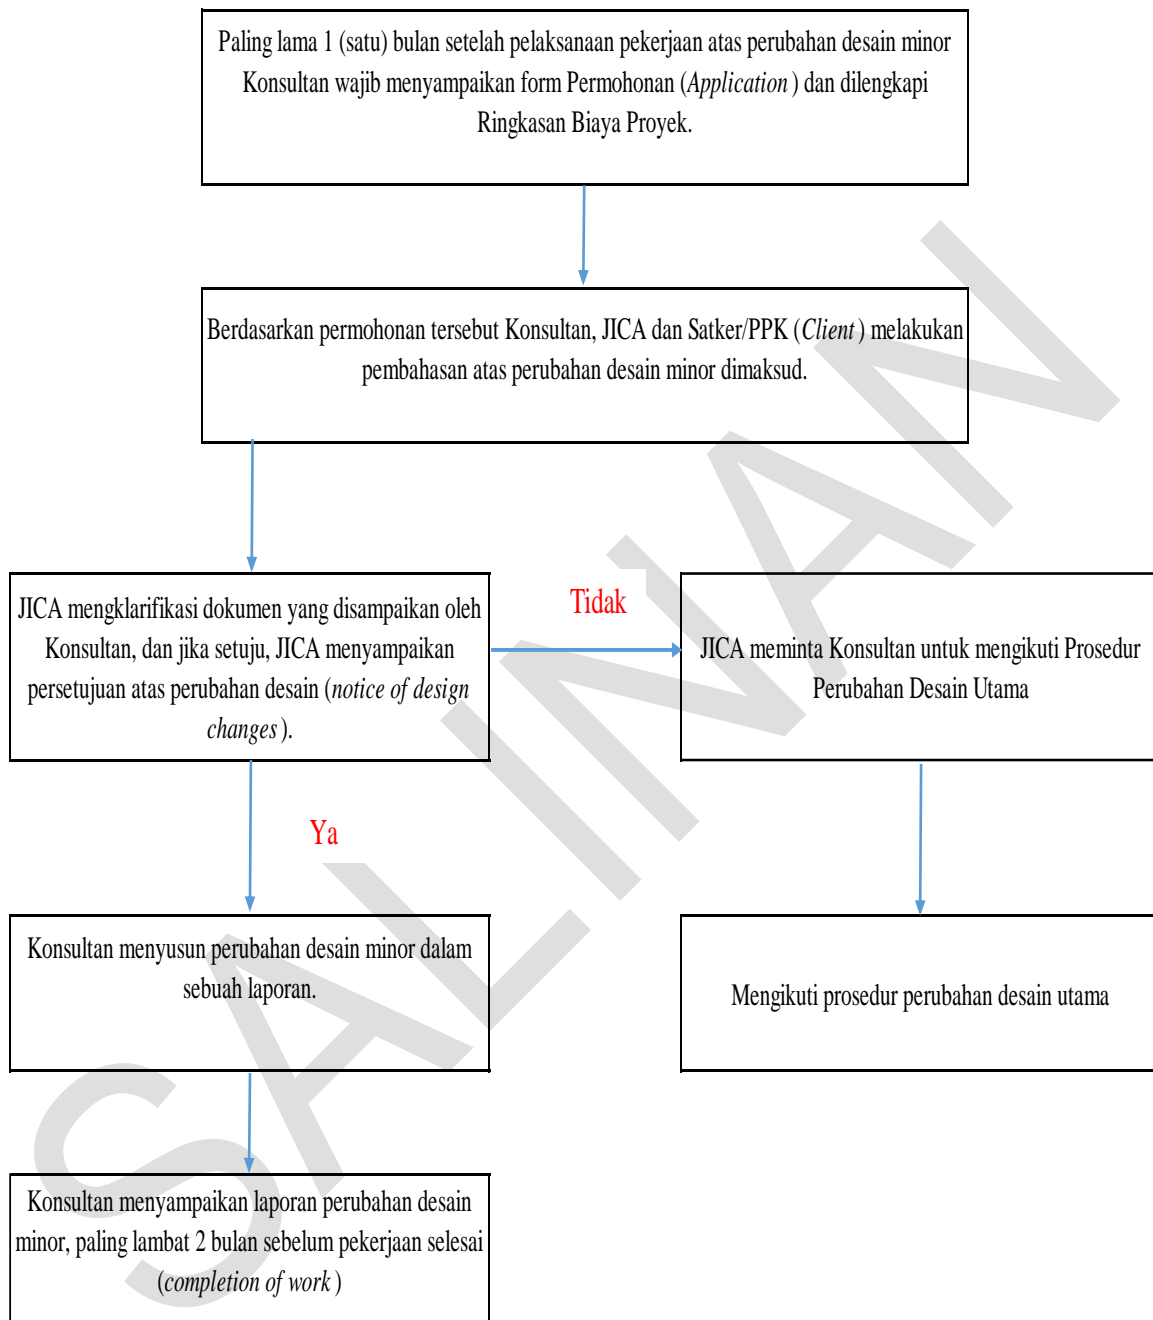 Paling lama 1 (satu) bulan setelah pelaksanaan pekerjaan atas perubahan desain minor
Konsultan wajib menyampaikan form Permohonan (Application) dan dilengkapi
Ringkasan Biaya Proyek.
Berdasarkan permohonan tersebut Konsultan, JICA dan Satker/PPK (Client) melakukan
pembahasan atas perubahan desain minor dimaksud.
JICA mengklarifikasi dokumen yang disampaikan oleh
Konsultan, dan jika setuju, JICA menyampaikan
persetujuan atas perubahan desain (notice of design
changes).
Tidak
JICA meminta Konsultan untuk mengikuti Prosedur
Perubahan Desain Utama
Ya
Konsultan menyusun perubahan desain minor dalam
sebuah laporan.
Mengikuti prosedur perubahan desain utama
Konsultan menyampaikan laporan perubahan desain
minor, paling lambat 2 bulan sebelum pekerjaan selesai
(completion of work)
SALINAN